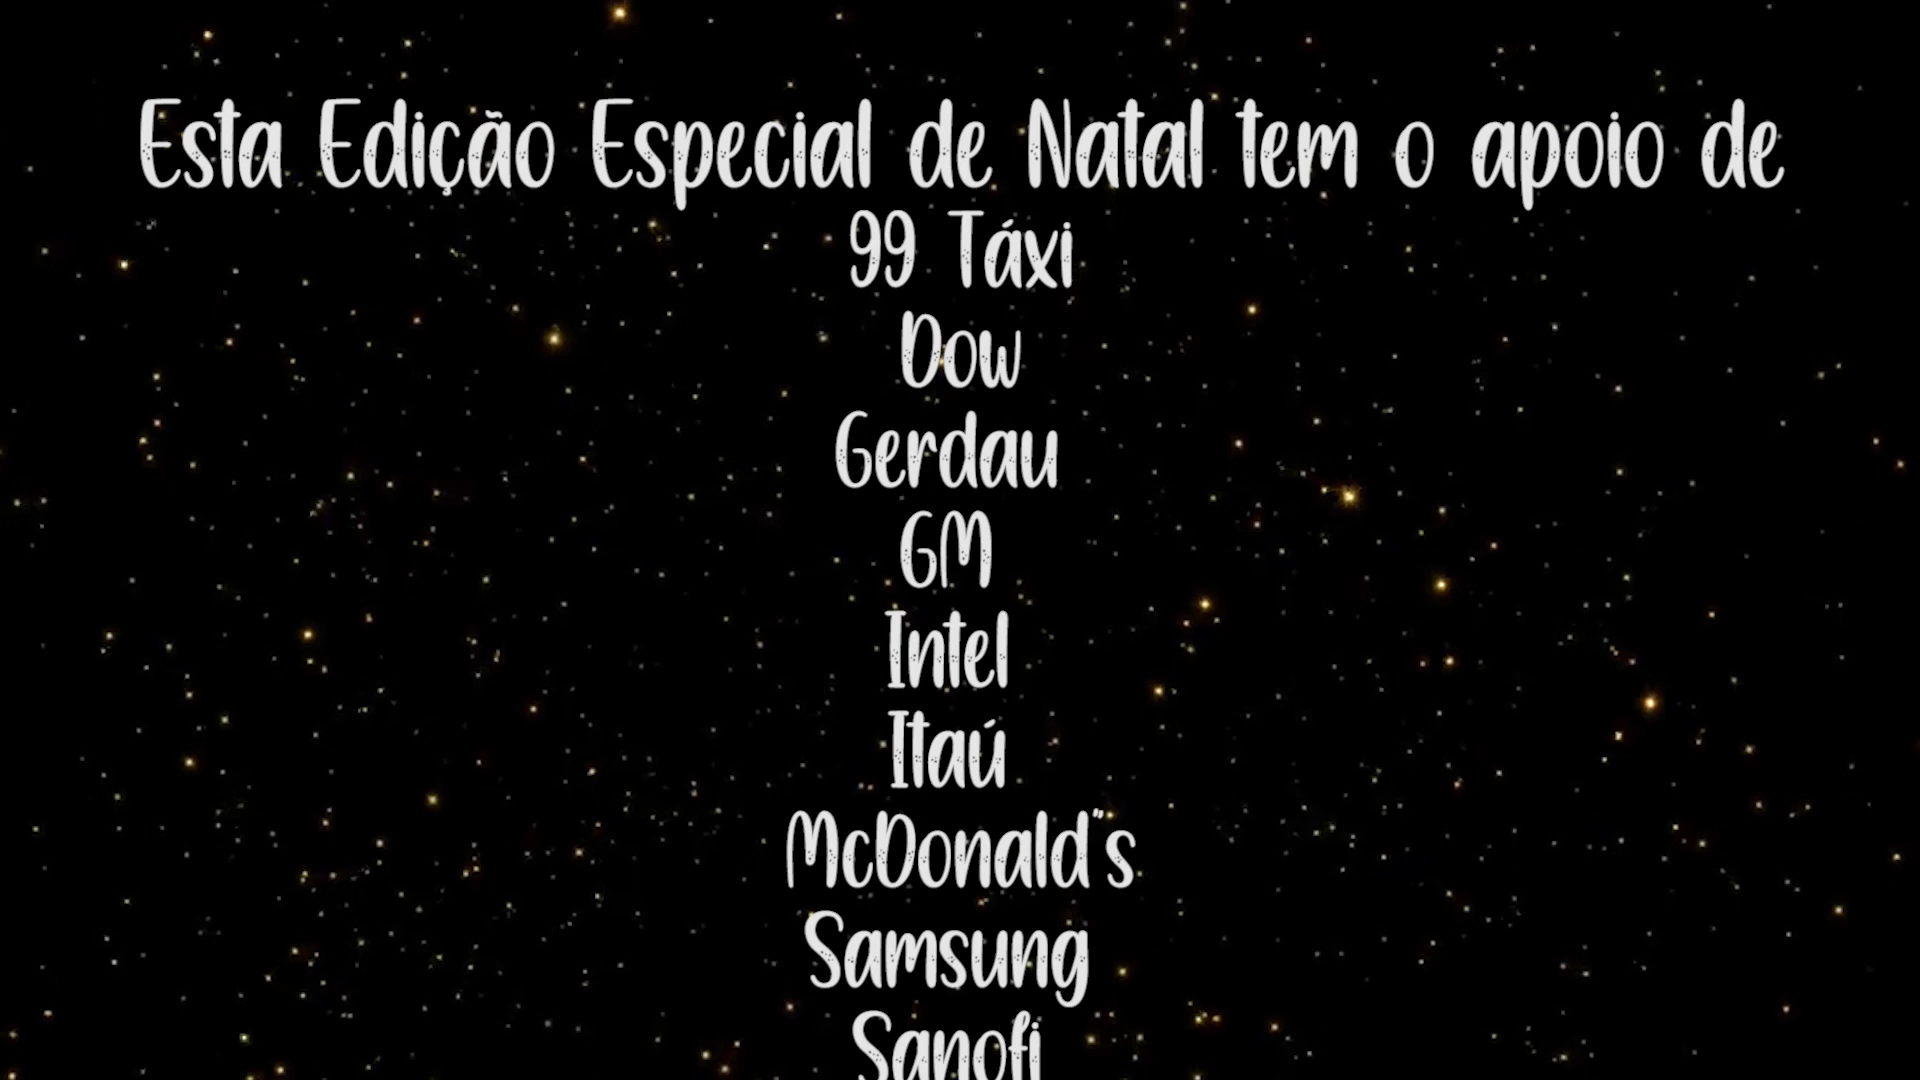 Esta Edição Especial de Natal tem o apoio de
99 Táxi
Dow
Gerdau
GM
Intel
Itaú
McDonald"s
Samsung
Sanofi